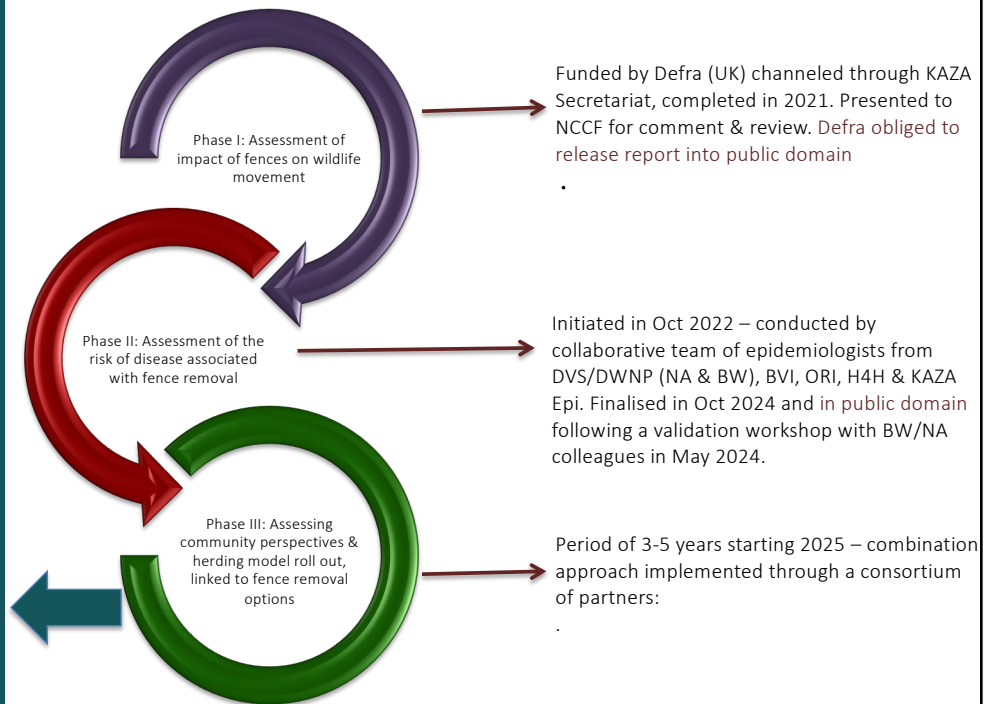 Phase I: Assessment of
impact of fences on wildlife
movement
Funded by Defra (UK) channeled through KAZA
Secretariat, completed in 2021. Presented to
NCCF for comment & review. Defra obliged to
release report into public domain
.
Phase II: Assessment of the
risk of disease associated
with fence removal
Initiated in Oct 2022 – conducted by
collaborative team of epidemiologists from
DVS/DWNP (NA & BW), BVI, ORI, H4H & KAZA
Epi. Finalised in Oct 2024 and in public domain
following a validation workshop with BW/NA
colleagues in May 2024.
Phase III: Assessing
community perspectives &
herding model roll out,
linked to fence removal
options
Period of 3-5 years starting 2025 – combination
approach implemented through a consortium
of partners:
.